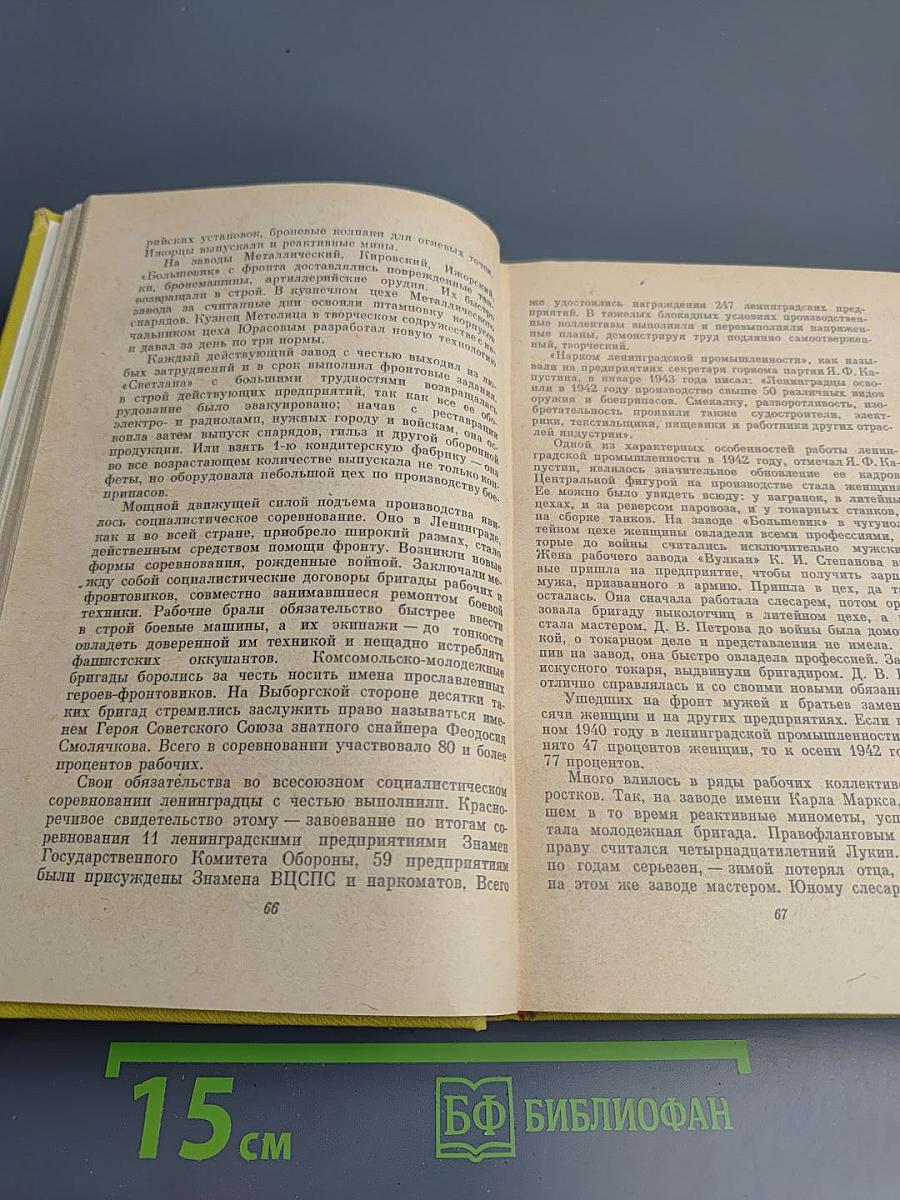 рийских установок, броневые колпаки для огневых точек.
Ижорцы выпускали и реактивные мины.
На заводы Металлический, Кировский, Ижорский,
«Большевик» с фронта доставлялись поврежденные тан-
ки, бронемашины, артиллерийские орудия. Их быстро
возвращали в строй. В кузнечном цехе Металлического
завода за считанные дни освоили штамповку корпусов
снарядов. Кузнец Метелица в творческом содружестве с на-
чальником цеха Юрасовым разработал новую технологию
и давал за день по три нормы.
Каждый действующий завод с честью выходил из лю-
бых затруднений и в срок выполнял фронтовые задания.
«Светлана» с большими трудностями возвращалась
в строй действующих предприятий, так как все ее обо-
рудование было эвакуировано; начав с реставрации
электро- и радиоламп, нужных городу и войскам, она ос-
воила затем выпуск снарядов, гильз и другой оборонной
продукции. Или взять 1-ю кондитерскую фабрику — она
во все возрастающем количестве выпускала не только кон-
феты, но оборудовала небольшой цех по производству бое-
припасов.
Мощной движущей силой подъема производства яви-
лось социалистическое соревнование. Оно в Ленинграде,
как и во всей стране, приобрело широкий размах, стало
действенным средством помощи фронту. Возникли новые
формы соревнования, рожденные войной. Заключали ме-
жду собой социалистические договоры бригады рабочих и
фронтовиков, совместно занимавшиеся ремонтом боевой
техники. Рабочие брали обязательство быстрее ввести
в строй боевые машины, а их экипажи — до тонкости
овладеть доверенной им техникой и нещадно истреблять
фашистских оккупантов. Комсомольско-молодежные
бригады боролись за честь носить имена прославленных
героев-фронтовиков. На Выборгской стороне десятки та-
ких бригад стремились заслужить право называться име-
нем Героя Советского Союза знатного снайпера Феодосия
Смолячкова. Всего в соревновании участвовало 80 и более
процентов рабочих.
Свои обязательства во всесоюзном социалистическом
соревновании ленинградцы с честью выполнили. Красно-
речивое свидетельство этому — завоевание по итогам со-
ревнования 11 ленинградскими предприятиями Знамен
Государственного Комитета Обороны, 59 предприятиям
были присуждены Знамена ВЦСПС и наркоматов. Всего
66
же удостоились награждения 247 ленинградских пред-
приятий. В тяжелых блокадных условиях производствен-
ные коллективы выполняли и перевыполняли напряжен-
ные планы, демонстрируя труд подлинно самоотвержен-
ный, творческий.
«Нарком ленинградской промышленности», как назы-
вали на предприятиях секретаря горкома партии Я. Ф. Ка-
пустина, в январе 1943 года писал: «Ленинградцы осво-
или в 1942 году производство свыше 50 различных видов
оружия и боеприпасов. Смекалку, разворотливость, изо-
бретательность проявили также судостроители, элект-
рики, текстильщики, пищевики и работники других отрас-
лей индустрии».
Одной из характерных особенностей работы ленин-
градской промышленности в 1942 году, отмечал Я. Ф. Ка-
пустин, явилось значительное обновление ее кадров
Центральной фигурой на производстве стала женщина
Ее можно было увидеть всюду: у вагранок, в литейны
цехах, и за реверсом паровоза, и у токарных станков,
на сборке танков. На заводе «Большевик» в чугуно
тейном цехе женщины овладели всеми профессиями,
торые до войны считались исключительно мужски
Жена рабочего завода «Вулкан» К. И. Степанова в
вые пришла на предприятие, чтобы получить зарп
мужа, призванного в армию. Пришла в цех, да та
осталась. Она сначала работала слесарем, потом ор
зовала бригаду выколотчиц в литейном цехе, а
стала мастером. Д. В. Петрова до войны была домо
кой, о токарном деле и представления не имела.
пив на завод, она быстро овладела профессией. За
искусного токаря, выдвинули бригадиром. Д. В.
отлично справлялась и со своими новыми обязан
Ушедших на фронт мужей и братьев замен
сячи женщин и на других предприятиях. Если
ном 1940 году в ленинградской промышленности
нято 47 процентов женщин, то к осени 1942 го
77 процентов.
Много влилось в ряды рабочих коллективо
ростков. Так, на заводе имени Карла Маркса,
шем в то время реактивные минометы, усп
тала молодежная бригада. Правофланговым
праву считался четырнадцатилетний Лукин.
по годам серьезен, — зимой потерял отца,
на этом же заводе мастером. Юному слесар
67
15 см
БФ БИБЛИОФАН